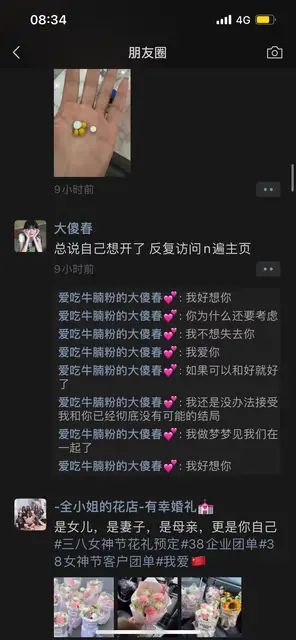 08:34
4G
朋友圈
9小时前
大傻春
总说自己想开了 反复访问n遍主页
9小时前
爱吃牛腩粉的大傻春💕: 我好想你
爱吃牛腩粉的大傻春💕: 你为什么还要考虑
爱吃牛腩粉的大傻春💕: 我不想失去你
爱吃牛腩粉的大傻春💕: 我爱你
爱吃牛腩粉的大傻春💕: 如果可以和好就好
了
爱吃牛腩粉的大傻春💕: 我还是没办法接受
我和你已经彻底没有可能的结局
爱吃牛腩粉的大傻春💕: 我做梦梦见我们在
一起了
爱吃牛腩粉的大傻春💕: 我好想你
-全小姐的花店-有幸婚礼💒
是女儿，是妻子，是母亲，更是你自己
#三八女神节花礼预定#38企业团单#3
8女神节客户团单#我爱🇨🇳